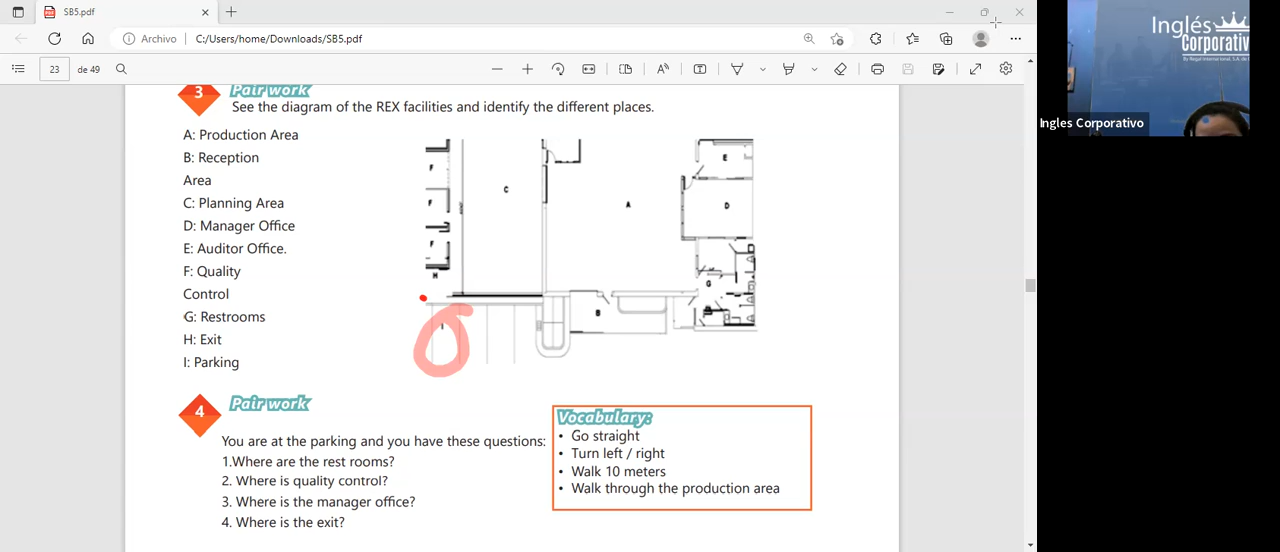 SB5.pdf
Archivo
C:/Users/home/Downloads/SB5.pdf
23 de 49
3 Pair work
See the diagram of the REX facilities and identify the different places.
A: Production Area
B: Reception
Area
C: Planning Area
D: Manager Office
E: Auditor Office.
F: Quality
Control
G: Restrooms
H: Exit
I: Parking
F
F
F
H
I
C
A
B
E
D
G
4 Pair work
You are at the parking and you have these questions:
1.Where are the rest rooms?
2. Where is quality control?
3. Where is the manager office?
4. Where is the exit?
Vocabulary:
• Go straight
• Turn left / right
• Walk 10 meters
• Walk through the production area
Inglés
Corporativ
Ingles Corporativo